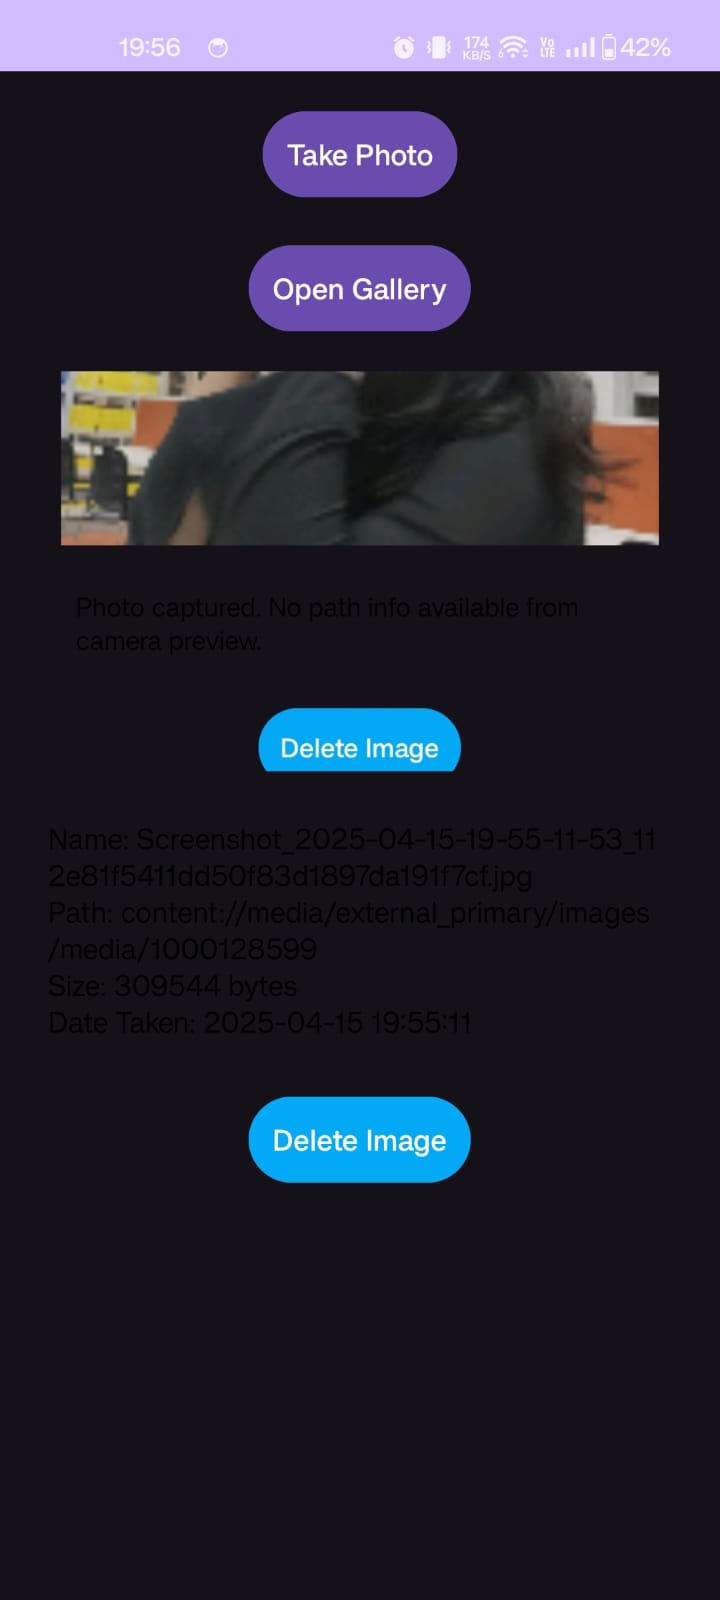 19:56 174 KB/S Vo LTE 42%
Take Photo
Open Gallery
Photo captured. No path info available from
camera preview.
Delete Image
Name: Screenshot_2025-04-15-19-55-11-53_11
2e81f5411dd50f83d1897da191f7cf.jpg
Path: content://media/external_primary/images
/media/1000128599
Size: 309544 bytes
Date Taken: 2025-04-15 19:55:11
Delete Image